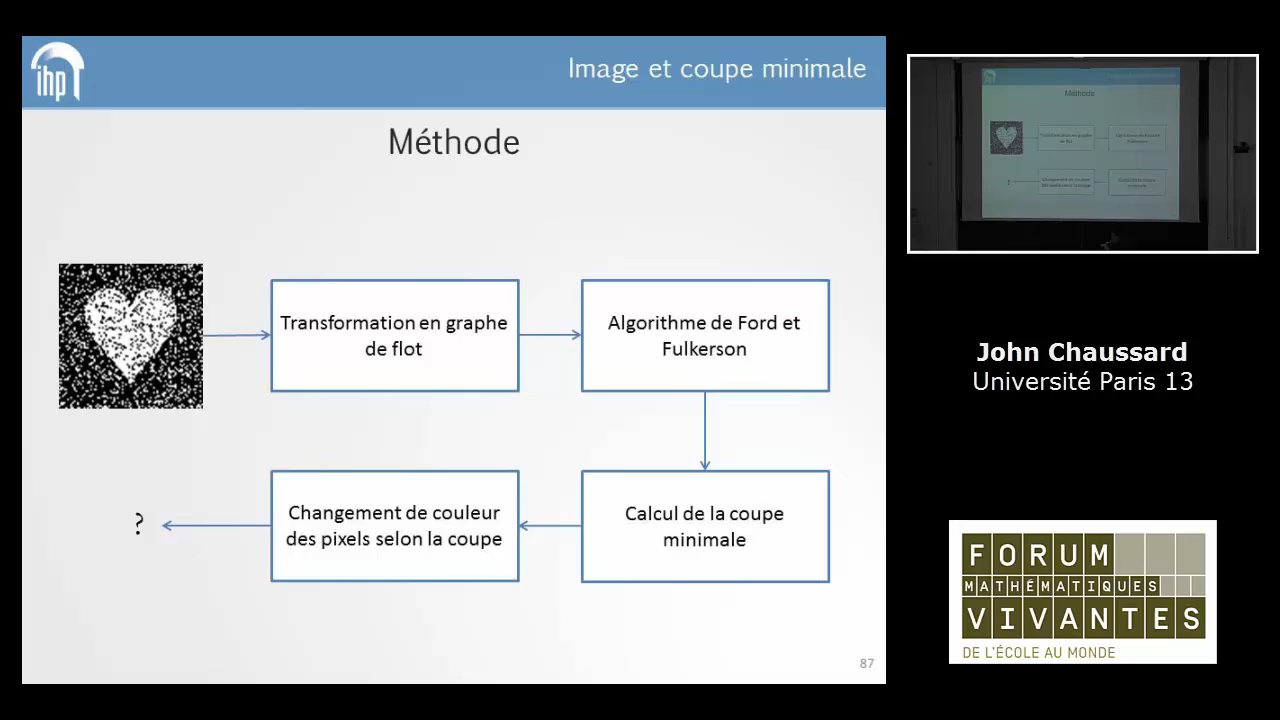 ihp
Image et coupe minimale
Méthode
Transformation en graphe
de flot
Algorithme de Ford et
Fulkerson
Changement de couleur
des pixels selon la coupe
Calcul de la coupe
minimale
?
87
Méthode
John Chaussard
Université Paris 13
FORUM
MATHÉMATIQUES
VIVANTES
DE L'ÉCOLE AU MONDE